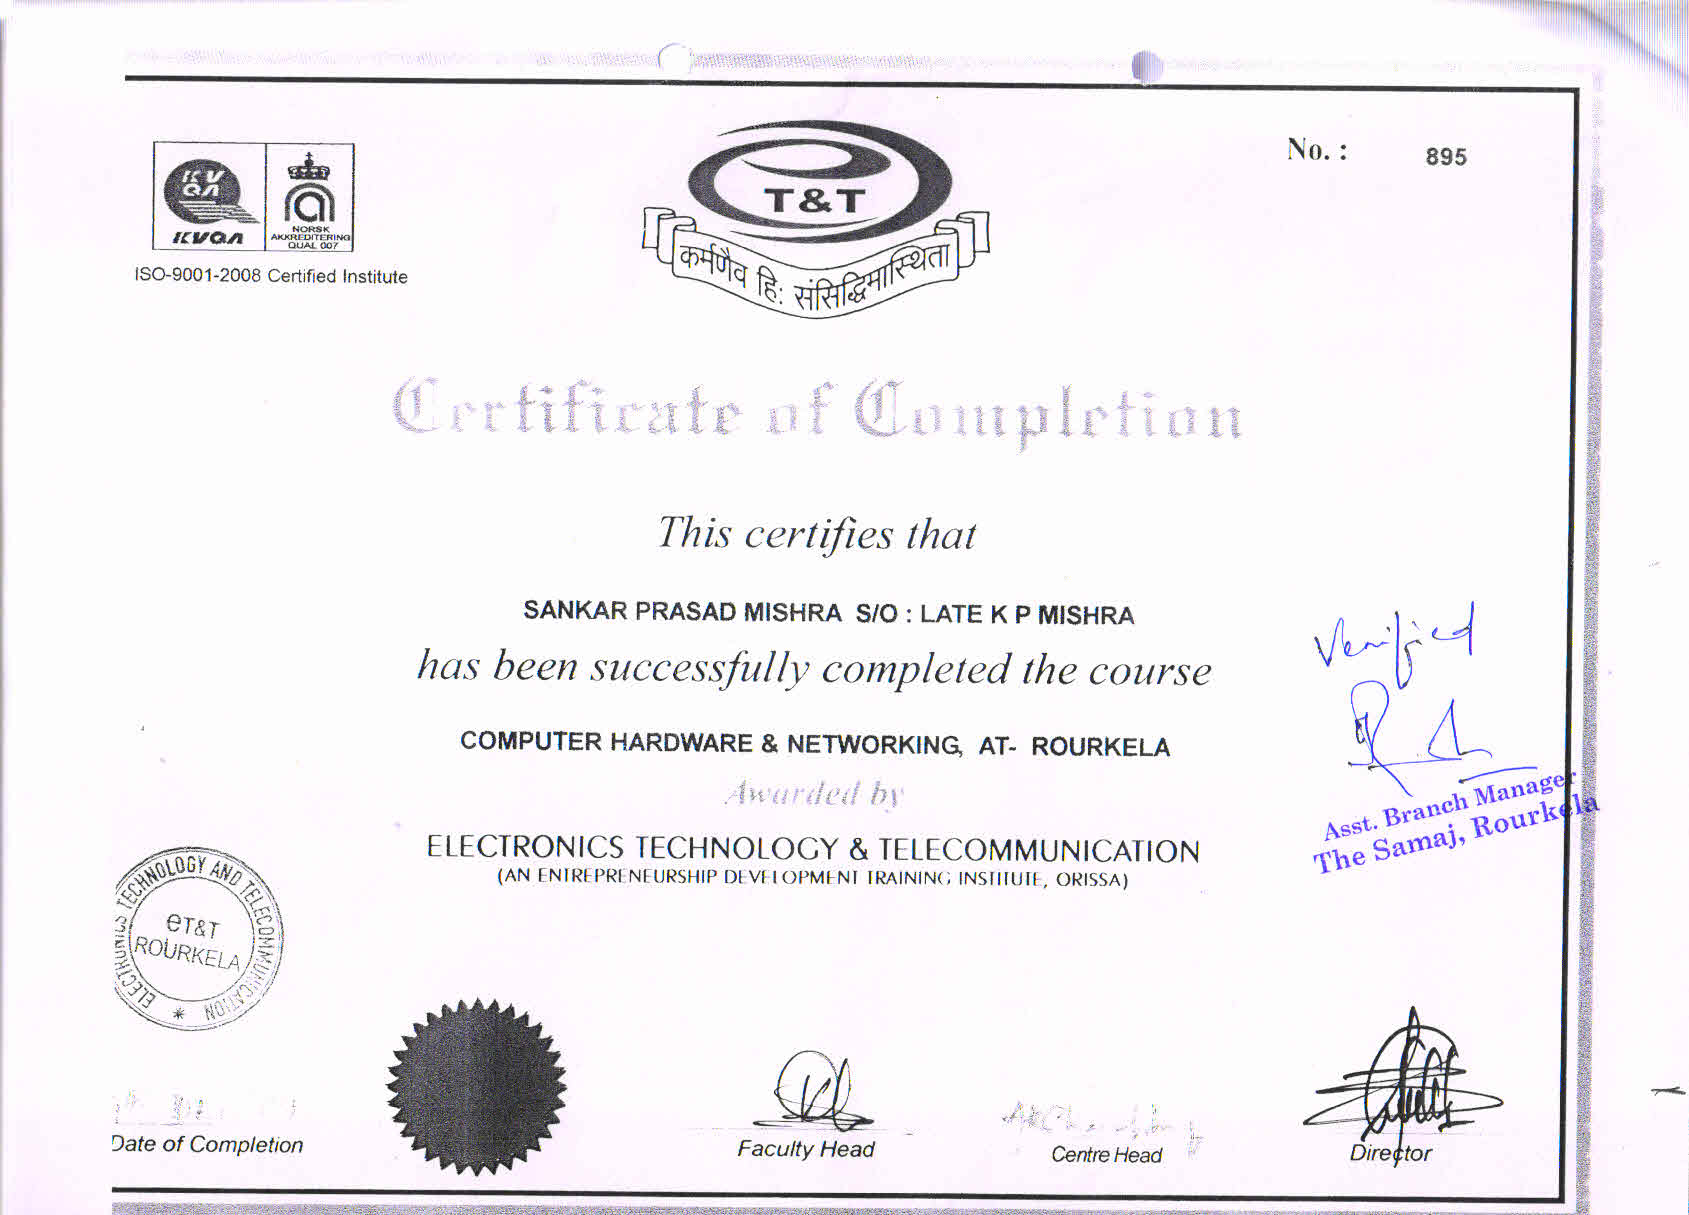 No. : 895
KV
QA
KVQA
NORSK
AKKREDITERING
QUAL 007
ISO-9001-2008 Certified Institute
T&T
कर्मणैव हिः संसिद्धिमास्थिता
Certificate of Completion
This certifies that
SANKAR PRASAD MISHRA S/O : LATE K P MISHRA
has been successfully completed the course
COMPUTER HARDWARE & NETWORKING, AT- ROURKELA
Awarded by
ELECTRONICS TECHNOLOGY & TELECOMMUNICATION
(AN ENTREPRENEURSHIP DEVELOPMENT TRAINING INSTITUTE, ORISSA)
Verified
Asst. Branch Manager
The Samaj, Rourkela
ELECTRONICS TECHNOLOGY AND TELECOMMUNICATION *
eT&T
ROURKELA
Date of Completion
Faculty Head
Centre Head
Director